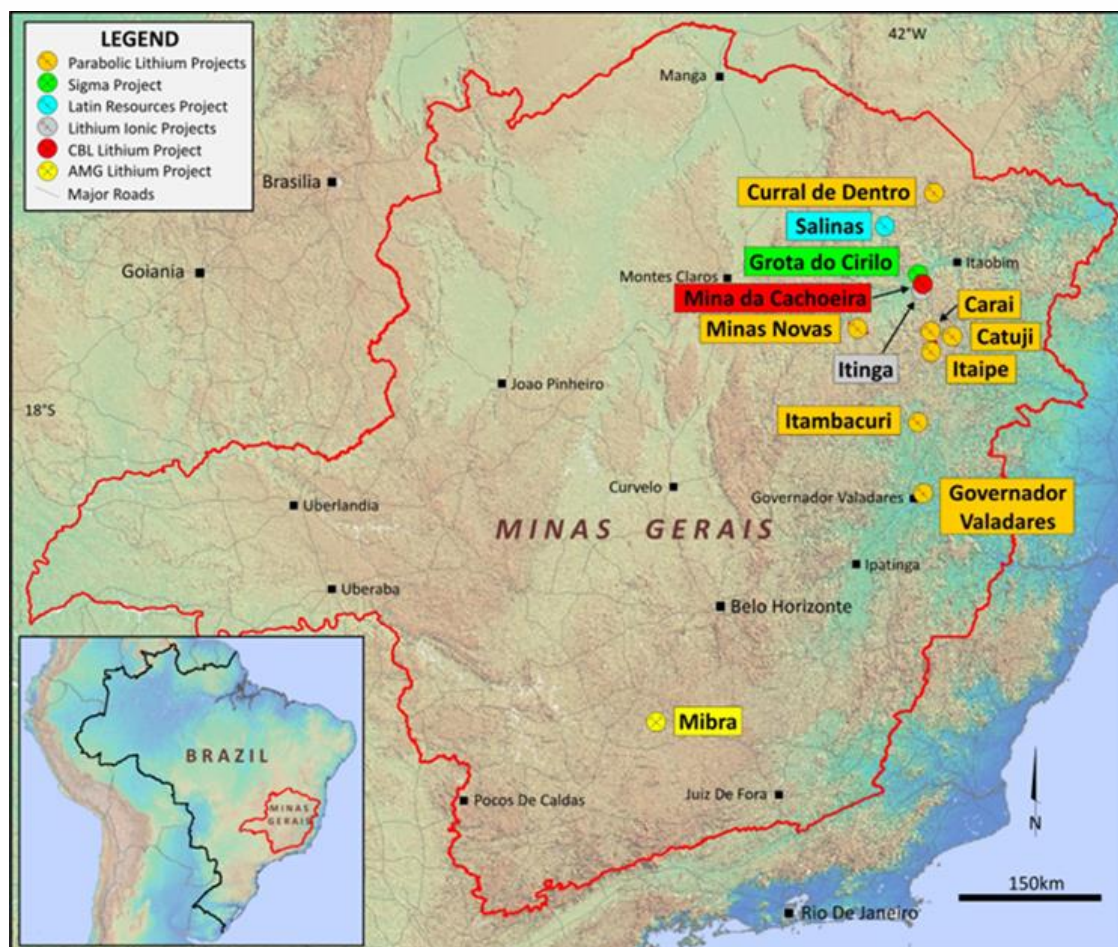 LEGEND
Parabolic Lithium Projects
Sigma Project
Latin Resources Project
Lithium Ionic Projects
CBL Lithium Project
AMG Lithium Project
Major Roads
42°W
Manga
Brasilia
Curral de Dentro
Salinas
Goiania
Grota do Cirilo
Itaobim
Montes Claros
Mina da Cachoeira
Carai
Minas Novas
Catuji
Itinga
Itaipe
Joao Pinheiro
18°S
Itambacuri
Curvelo
Governador Valadares
Governador
Valadares
Uberlandia
MINAS GERAIS
Ipatinga
Uberaba
Belo Horizonte
Mibra
BRAZIL
MINAS
GERAIS
Pocos De Caldas
Juiz De Fora
N
150km
Rio De Janeiro